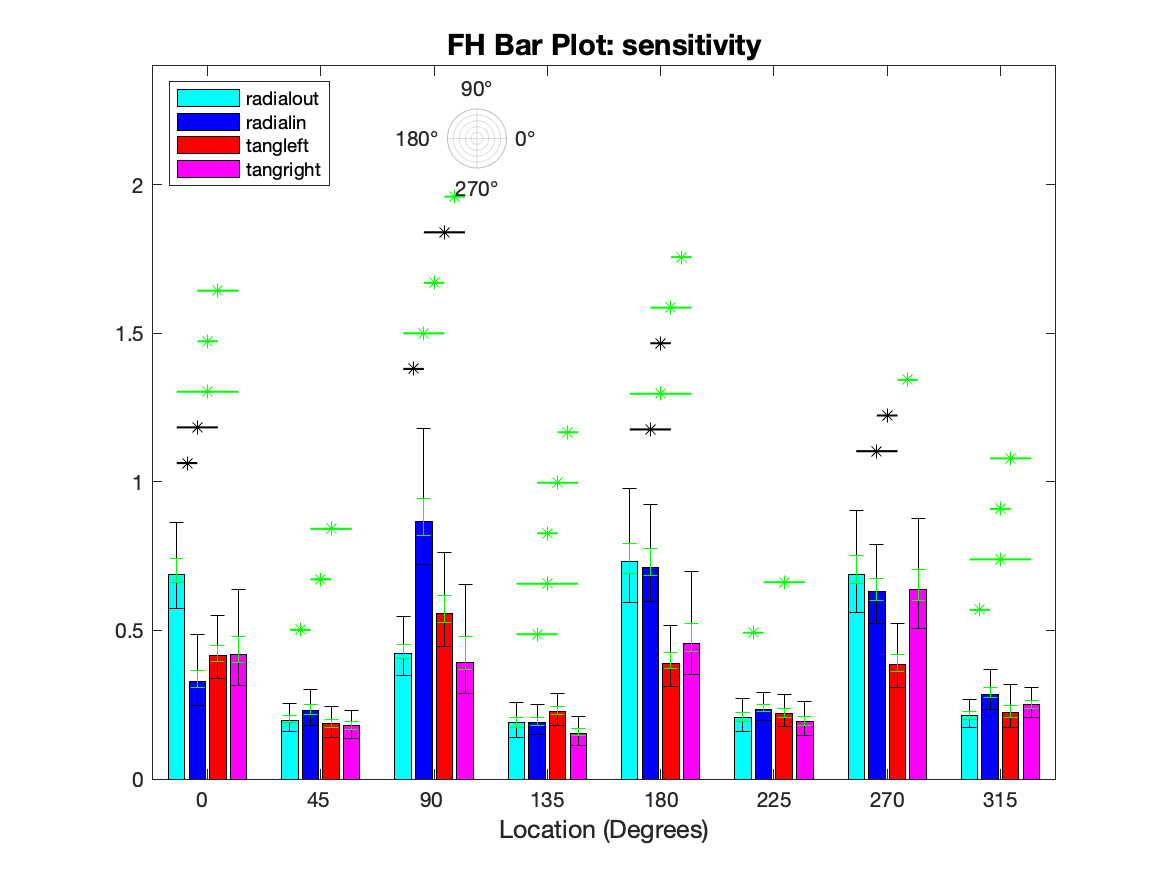 FH Bar Plot: sensitivity
radialout
radialin
tangleft
tangright
90°
180°
0°
270°
2
1.5
1
0.5
0
0 45 90 135 180 225 270 315
Location (Degrees)